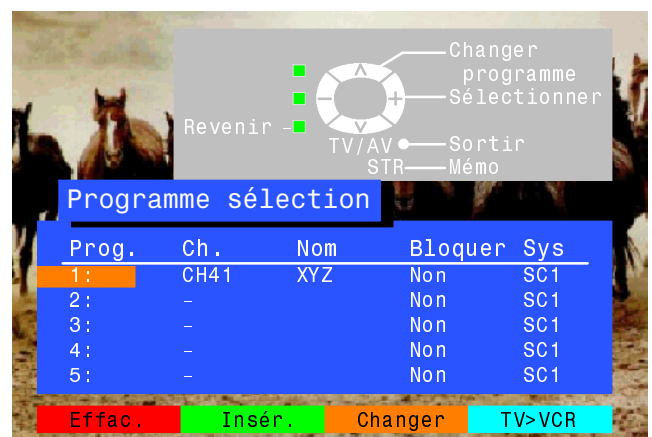 Changer
programme
Sélectionner
Revenir
TV/AV Sortir
STR Mémo
Programme sélection
Prog. Ch. Nom Bloquer Sys
1: CH41 XYZ Non SC1
2: - Non SC1
3: - Non SC1
4: - Non SC1
5: - Non SC1
Effac. Insér. Changer TV>VCR